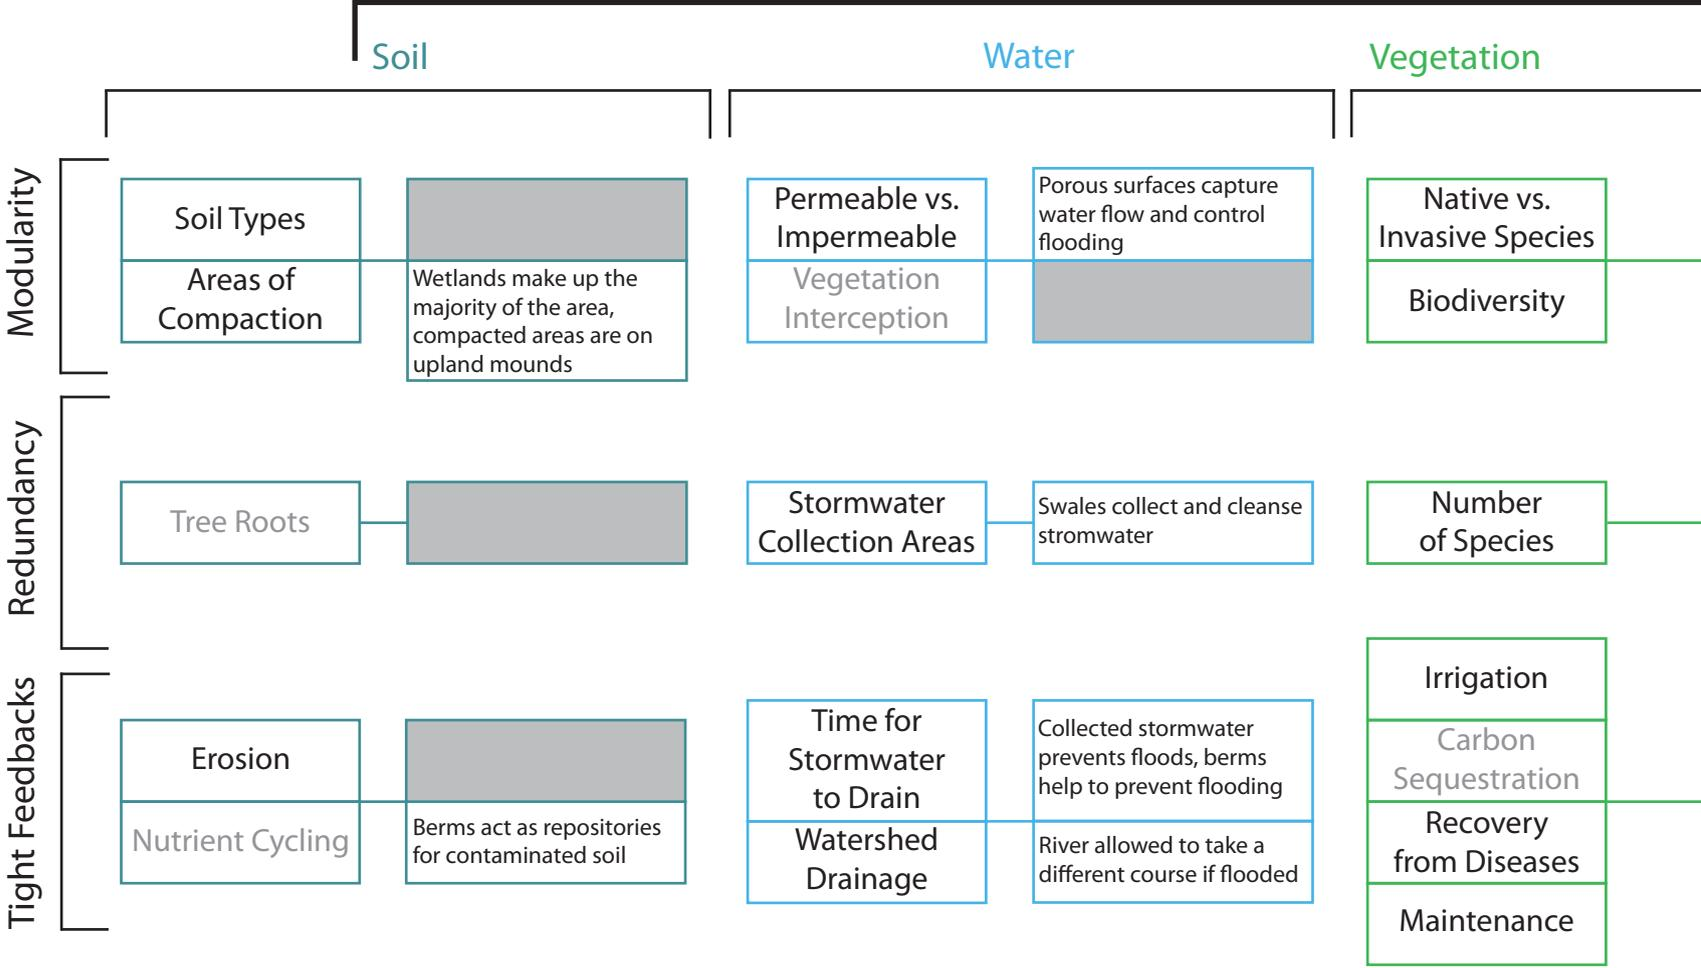 Soil
Water
Vegetation
Modularity
Soil Types
Areas of
Compaction
Wetlands make up the
majority of the area,
compacted areas are on
upland mounds
Permeable vs.
Impermeable
Vegetation
Interception
Porous surfaces capture
water flow and control
flooding
Native vs.
Invasive Species
Biodiversity
Redundancy
Tree Roots
Stormwater
Collection Areas
Swales collect and cleanse
stromwater
Number
of Species
Tight Feedbacks
Erosion
Nutrient Cycling
Berms act as repositories
for contaminated soil
Time for
Stormwater
to Drain
Watershed
Drainage
Collected stormwater
prevents floods, berms
help to prevent flooding
River allowed to take a
different course if flooded
Irrigation
Carbon
Sequestration
Recovery
from Diseases
Maintenance